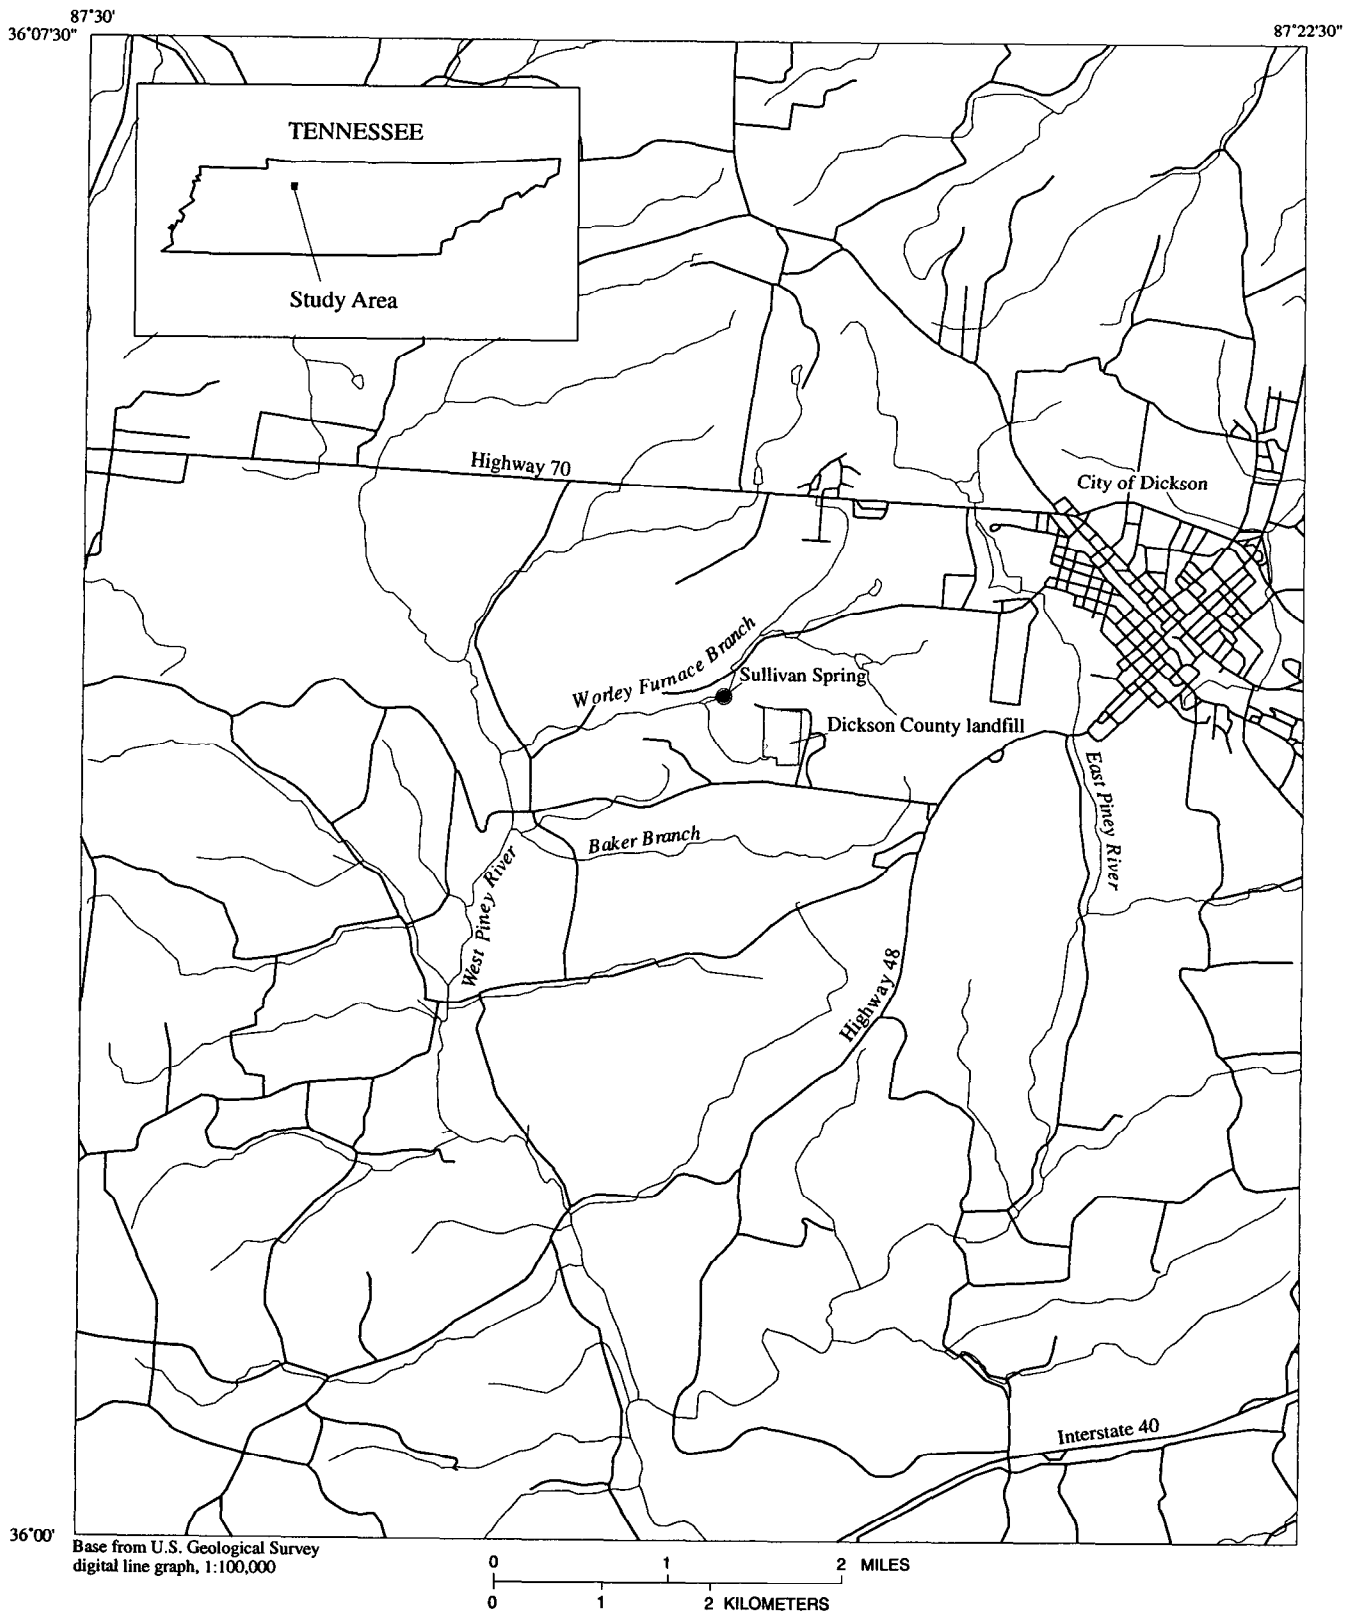 87°30'
36°07'30"
87°22'30"
TENNESSEE
Study Area
Highway 70
City of Dickson
Worley Furnace Branch
Sullivan Spring
Dickson County landfill
East Piney River
Baker Branch
West Piney River
Highway 48
Interstate 40
36°00'
Base from U.S. Geological Survey
digital line graph, 1:100,000
0 1 2 MILES
0 1 2 KILOMETERS